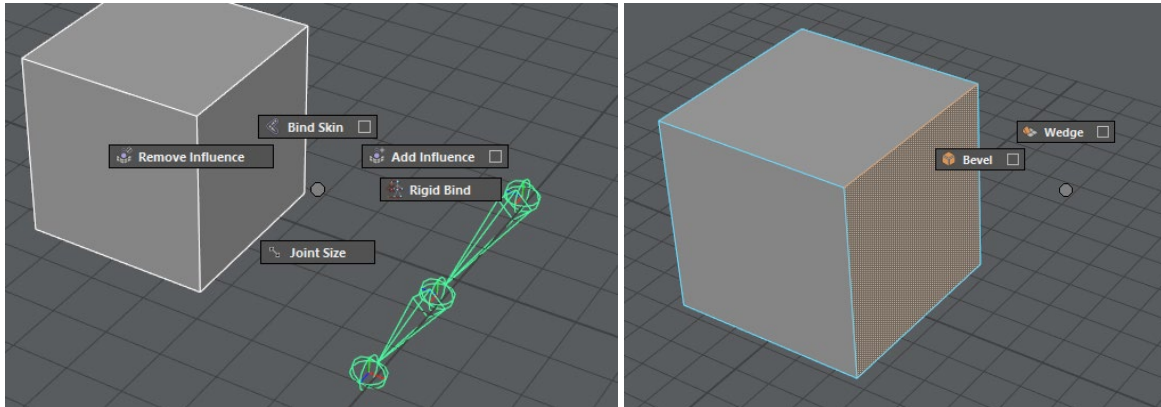 Bind Skin
Remove Influence
Add Influence
Rigid Bind
Joint Size
Wedge
Bevel